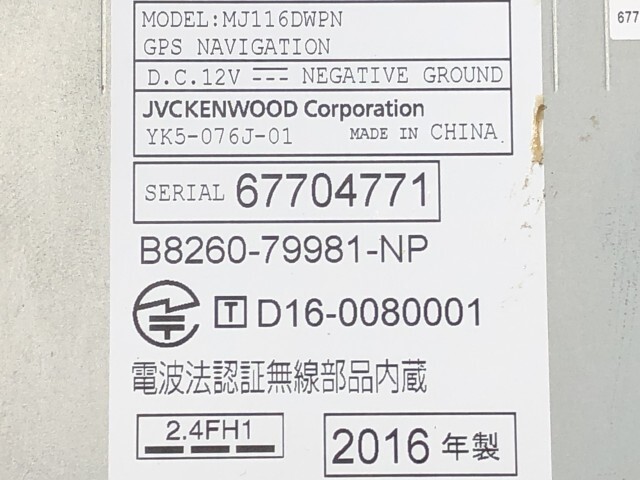 MODEL:MJ116DWPN
GPS NAVIGATION
D.C.12V NEGATIVE GROUND
JVCKENWOOD Corporation
YK5-076J-01 MADE IN CHINA
SERIAL 67704771
B8260-79981-NP
T D16-0080001
電波法認証無線部品内蔵
2.4FH1
2016 年製
677